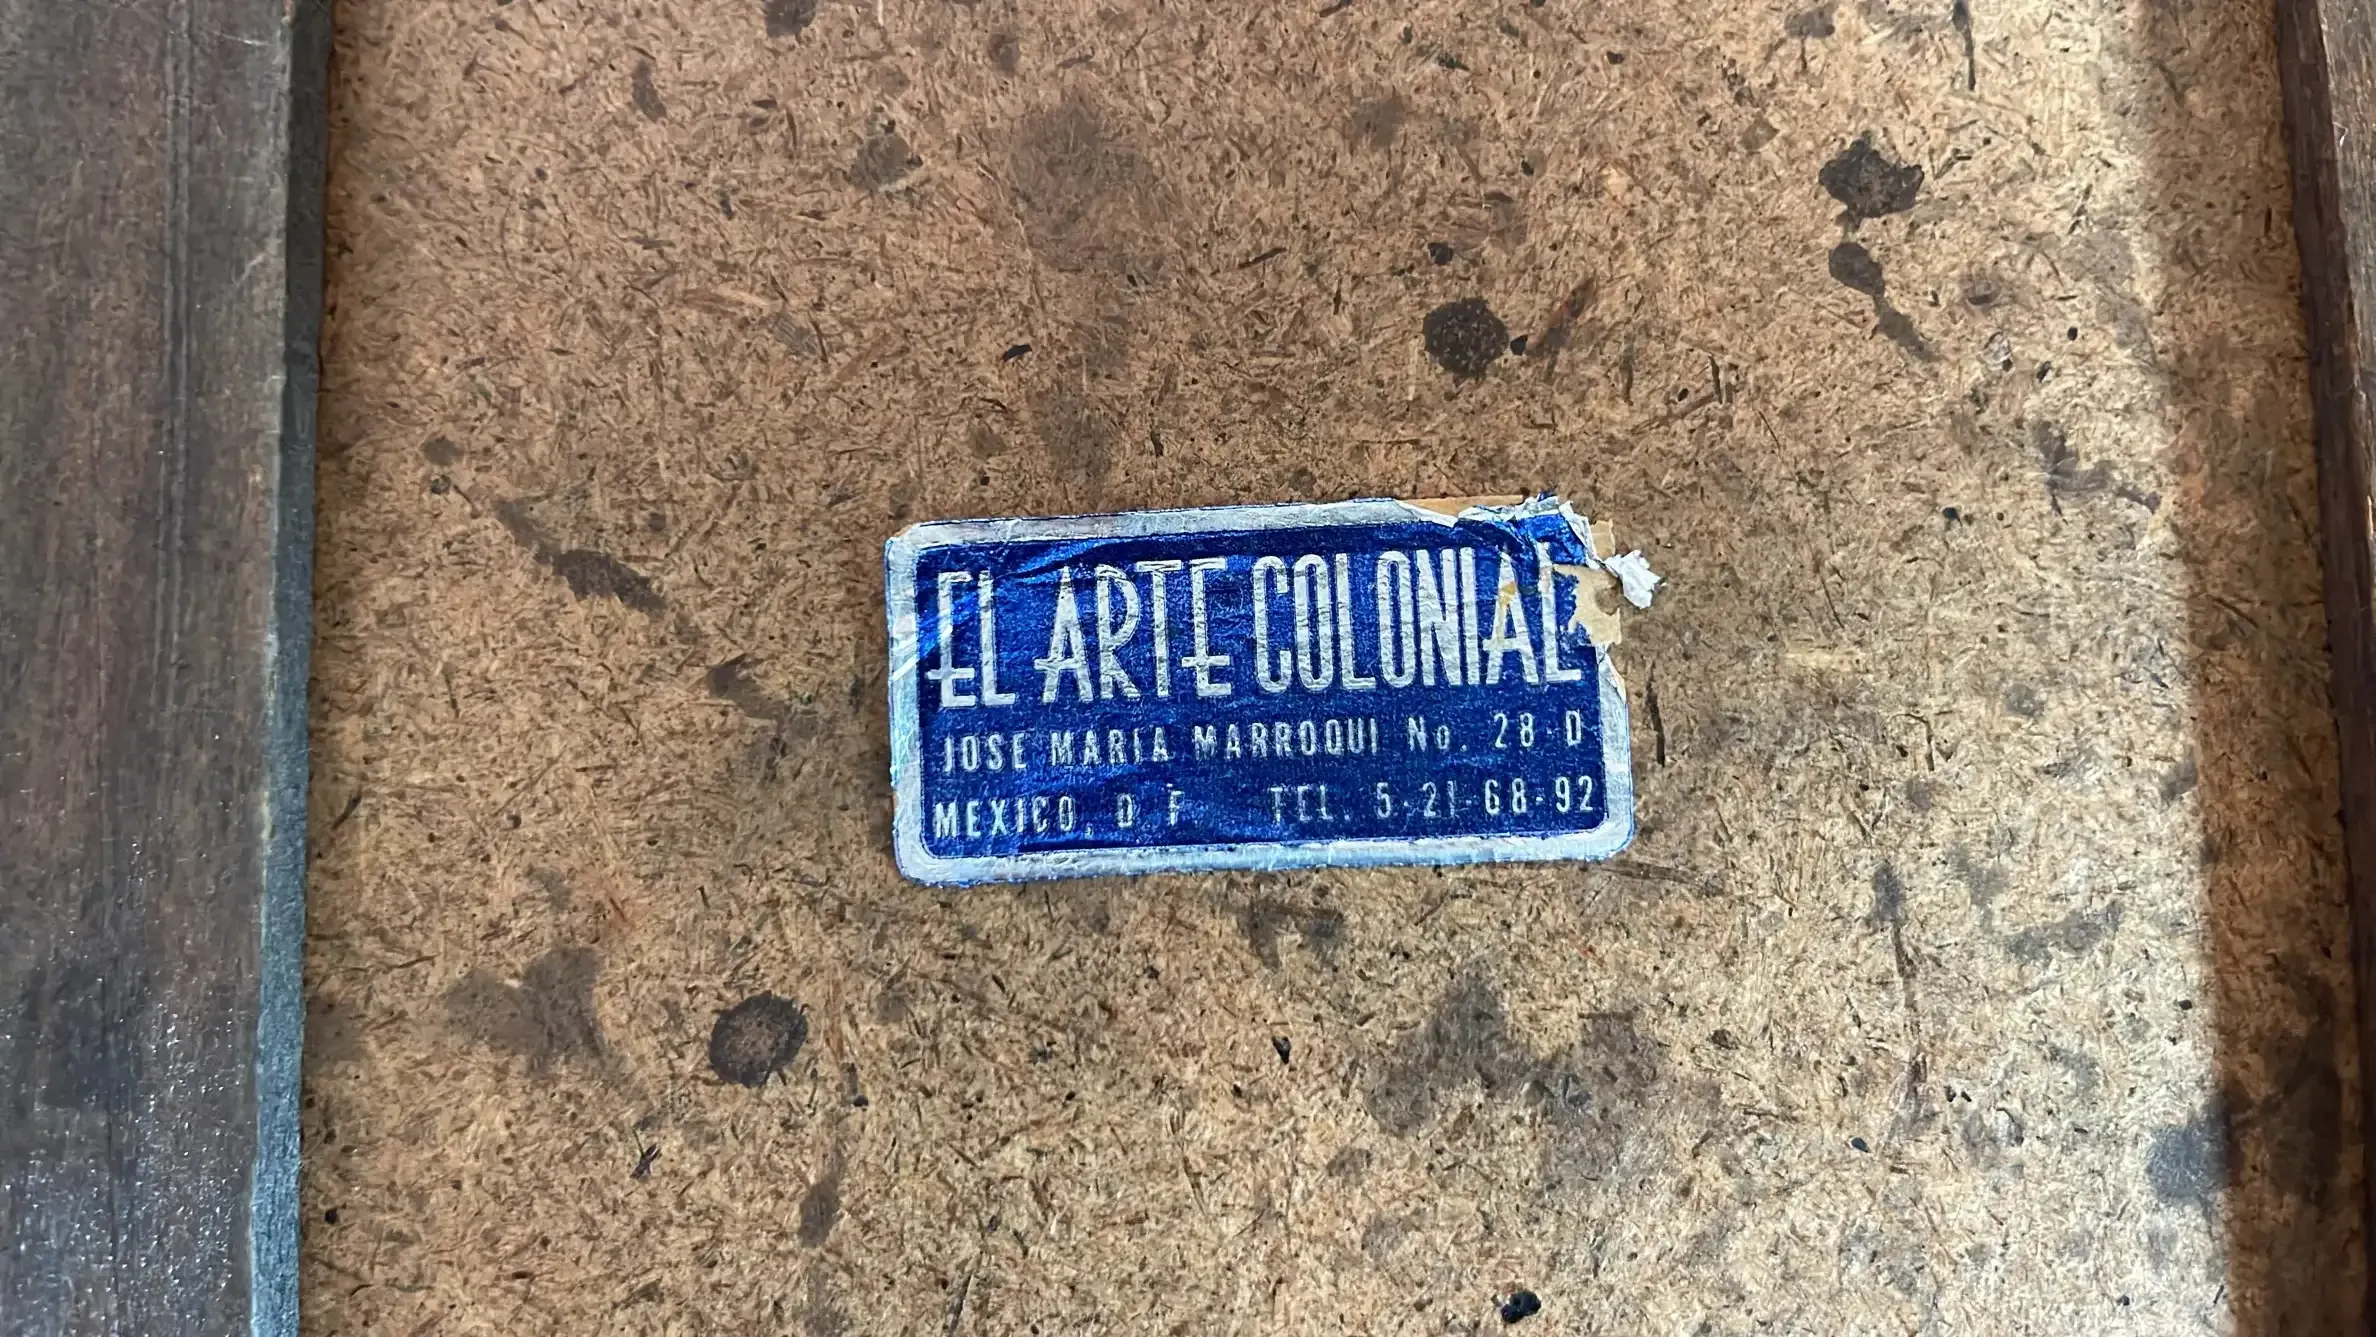 EL ARTE COLONIAL
JOSE MARIA MARROQUI No. 28-D
MEXICO, D F TEL. 5-21-68-92